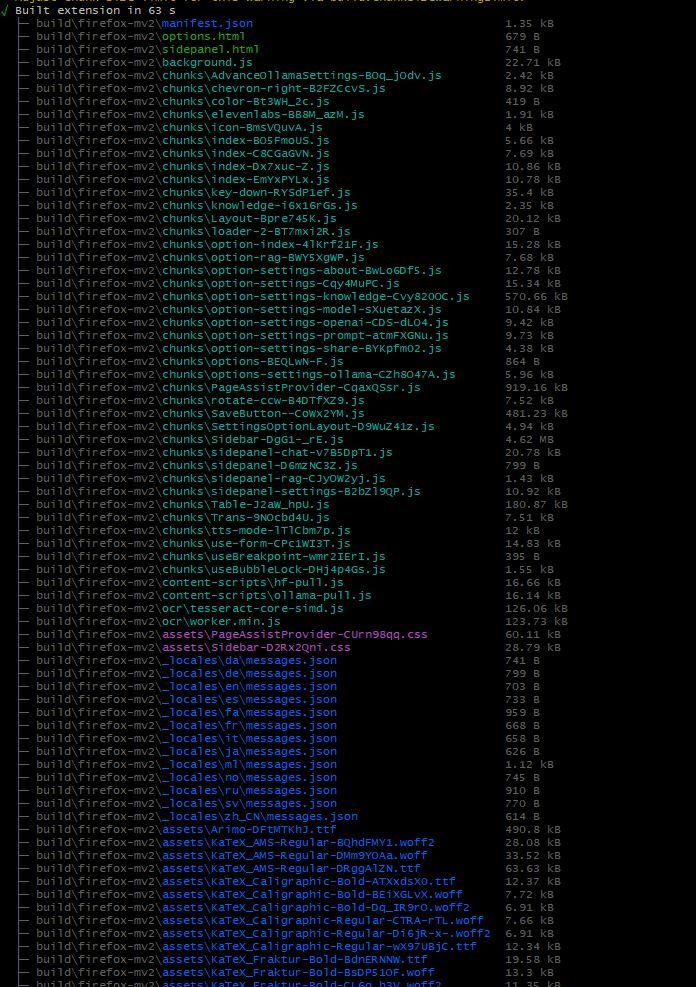 √ Built extension in 63 s
├─ build\firefox-mv2\manifest.json 1.35 kB
├─ build\firefox-mv2\options.html 679 B
├─ build\firefox-mv2\sidepanel.html 741 B
├─ build\firefox-mv2\background.js 22.71 kB
├─ build\firefox-mv2\chunks\AdvanceOllamaSettings-BOq_jOdv.js 2.42 kB
├─ build\firefox-mv2\chunks\chevron-right-B2FZCcvS.js 8.92 kB
├─ build\firefox-mv2\chunks\color-Bt3WH_2c.js 419 B
├─ build\firefox-mv2\chunks\elevenlabs-BB8M_azM.js 1.91 kB
├─ build\firefox-mv2\chunks\icon-BmsVQuvA.js 4 kB
├─ build\firefox-mv2\chunks\index-BO5FmoUS.js 5.66 kB
├─ build\firefox-mv2\chunks\index-C8CGaGVN.js 7.69 kB
├─ build\firefox-mv2\chunks\index-Dx7xuc-Z.js 10.86 kB
├─ build\firefox-mv2\chunks\index-EmYxPYLx.js 10.78 kB
├─ build\firefox-mv2\chunks\key-down-RYSdP1ef.js 35.4 kB
├─ build\firefox-mv2\chunks\knowledge-i6x16rGs.js 2.35 kB
├─ build\firefox-mv2\chunks\Layout-Bpre745K.js 20.12 kB
├─ build\firefox-mv2\chunks\loader-2-BT7mxi2R.js 307 B
├─ build\firefox-mv2\chunks\option-index-4lKrf21F.js 15.28 kB
├─ build\firefox-mv2\chunks\option-rag-BWY5XgWP.js 7.68 kB
├─ build\firefox-mv2\chunks\option-settings-about-BwLo6Df5.js 12.78 kB
├─ build\firefox-mv2\chunks\option-settings-Cqy4MuPC.js 15.34 kB
├─ build\firefox-mv2\chunks\option-settings-knowledge-Cvy82OOC.js 570.66 kB
├─ build\firefox-mv2\chunks\option-settings-model-sXuetazX.js 10.84 kB
├─ build\firefox-mv2\chunks\option-settings-openai-CDS-dLO4.js 9.42 kB
├─ build\firefox-mv2\chunks\option-settings-prompt-atmFXGNu.js 9.73 kB
├─ build\firefox-mv2\chunks\option-settings-share-BYKpfmO2.js 4.38 kB
├─ build\firefox-mv2\chunks\options-BEQLwN-F.js 864 B
├─ build\firefox-mv2\chunks\options-settings-ollama-CZh8O47A.js 5.96 kB
├─ build\firefox-mv2\chunks\PageAssistProvider-CqaxQSsr.js 919.16 kB
├─ build\firefox-mv2\chunks\rotate-ccw-B4DTfXZ9.js 7.52 kB
├─ build\firefox-mv2\chunks\SaveButton--CoWx2YM.js 481.23 kB
├─ build\firefox-mv2\chunks\SettingsOptionLayout-D9WuZ41z.js 4.94 kB
├─ build\firefox-mv2\chunks\Sidebar-DgG1-_rE.js 4.62 MB
├─ build\firefox-mv2\chunks\sidepanel-chat-v7B5DpT1.js 20.78 kB
├─ build\firefox-mv2\chunks\sidepanel-D6mzNC3Z.js 799 B
├─ build\firefox-mv2\chunks\sidepanel-rag-CJyOW2yj.js 1.43 kB
├─ build\firefox-mv2\chunks\sidepanel-settings-B2bZl9QP.js 10.92 kB
├─ build\firefox-mv2\chunks\Table-J2aW_hpU.js 180.87 kB
├─ build\firefox-mv2\chunks\Trans-9NOcbd4U.js 7.51 kB
├─ build\firefox-mv2\chunks\tts-mode-lTlCbm7p.js 12 kB
├─ build\firefox-mv2\chunks\use-form-CPc1WI3T.js 14.83 kB
├─ build\firefox-mv2\chunks\useBreakpoint-wmr2IErI.js 395 B
├─ build\firefox-mv2\chunks\useBubbleLock-DHj4p4Gs.js 1.55 kB
├─ build\firefox-mv2\content-scripts\hf-pull.js 16.66 kB
├─ build\firefox-mv2\content-scripts\ollama-pull.js 16.14 kB
├─ build\firefox-mv2\ocr\tesseract-core-simd.js 126.06 kB
├─ build\firefox-mv2\ocr\worker.min.js 123.73 kB
├─ build\firefox-mv2\assets\PageAssistProvider-CUrn98qq.css 60.11 kB
├─ build\firefox-mv2\assets\Sidebar-D2Rx2Qni.css 28.79 kB
├─ build\firefox-mv2\_locales\da\messages.json 741 B
├─ build\firefox-mv2\_locales\de\messages.json 799 B
├─ build\firefox-mv2\_locales\en\messages.json 703 B
├─ build\firefox-mv2\_locales\es\messages.json 733 B
├─ build\firefox-mv2\_locales\fa\messages.json 959 B
├─ build\firefox-mv2\_locales\fr\messages.json 668 B
├─ build\firefox-mv2\_locales\it\messages.json 658 B
├─ build\firefox-mv2\_locales\ja\messages.json 626 B
├─ build\firefox-mv2\_locales\ml\messages.json 1.12 kB
├─ build\firefox-mv2\_locales\no\messages.json 745 B
├─ build\firefox-mv2\_locales\ru\messages.json 910 B
├─ build\firefox-mv2\_locales\sv\messages.json 770 B
├─ build\firefox-mv2\_locales\zh_CN\messages.json 614 B
├─ build\firefox-mv2\assets\Arimo-DFtMTKhJ.ttf 490.8 kB
├─ build\firefox-mv2\assets\KaTeX_AMS-Regular-BQhdFMY1.woff2 28.08 kB
├─ build\firefox-mv2\assets\KaTeX_AMS-Regular-DMm9YOAa.woff 33.52 kB
├─ build\firefox-mv2\assets\KaTeX_AMS-Regular-DRggAlZN.ttf 63.63 kB
├─ build\firefox-mv2\assets\KaTeX_Caligraphic-Bold-ATXxdsX0.ttf 12.37 kB
├─ build\firefox-mv2\assets\KaTeX_Caligraphic-Bold-BEiXGLvX.woff 7.72 kB
├─ build\firefox-mv2\assets\KaTeX_Caligraphic-Bold-Dq_IR9rO.woff2 6.91 kB
├─ build\firefox-mv2\assets\KaTeX_Caligraphic-Regular-CTRA-rTL.woff 7.66 kB
├─ build\firefox-mv2\assets\KaTeX_Caligraphic-Regular-Di6jR-x-.woff2 6.91 kB
├─ build\firefox-mv2\assets\KaTeX_Caligraphic-Regular-wX97UBjC.ttf 12.34 kB
├─ build\firefox-mv2\assets\KaTeX_Fraktur-Bold-BdnERNNW.ttf 19.58 kB
├─ build\firefox-mv2\assets\KaTeX_Fraktur-Bold-BsDP51OF.woff 13.3 kB
├─ build\firefox-mv2\assets\KaTeX_Fraktur-Bold-CL6g_b3V.woff2 11.35 kB